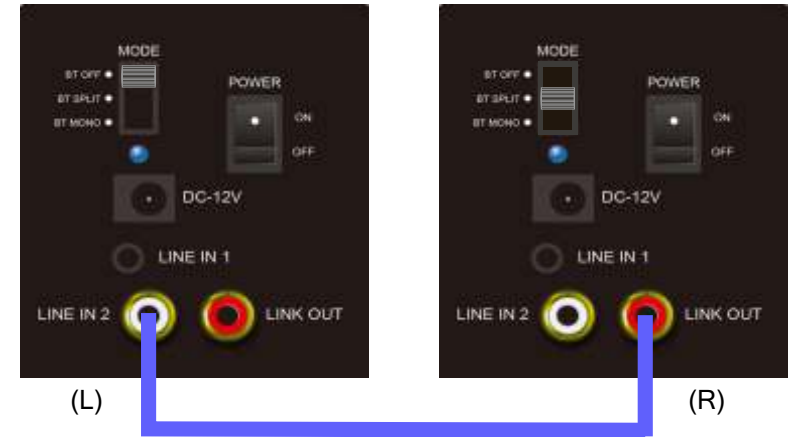 MODE
BT OFF
BT SPLIT
BT MONO
POWER
ON
OFF
DC-12V
LINE IN 1
LINE IN 2
LINK OUT
(L)
MODE
BT OFF
BT SPLIT
BT MONO
POWER
ON
OFF
DC-12V
LINE IN 1
LINE IN 2
LINK OUT
(R)